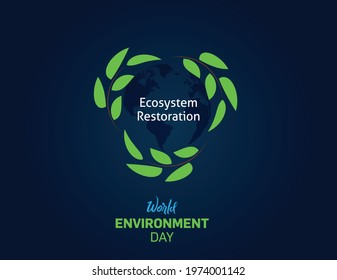 Ecosystem
Restoration
World
ENVIRONMENT
DAY
shutterstock.com · 1974001142